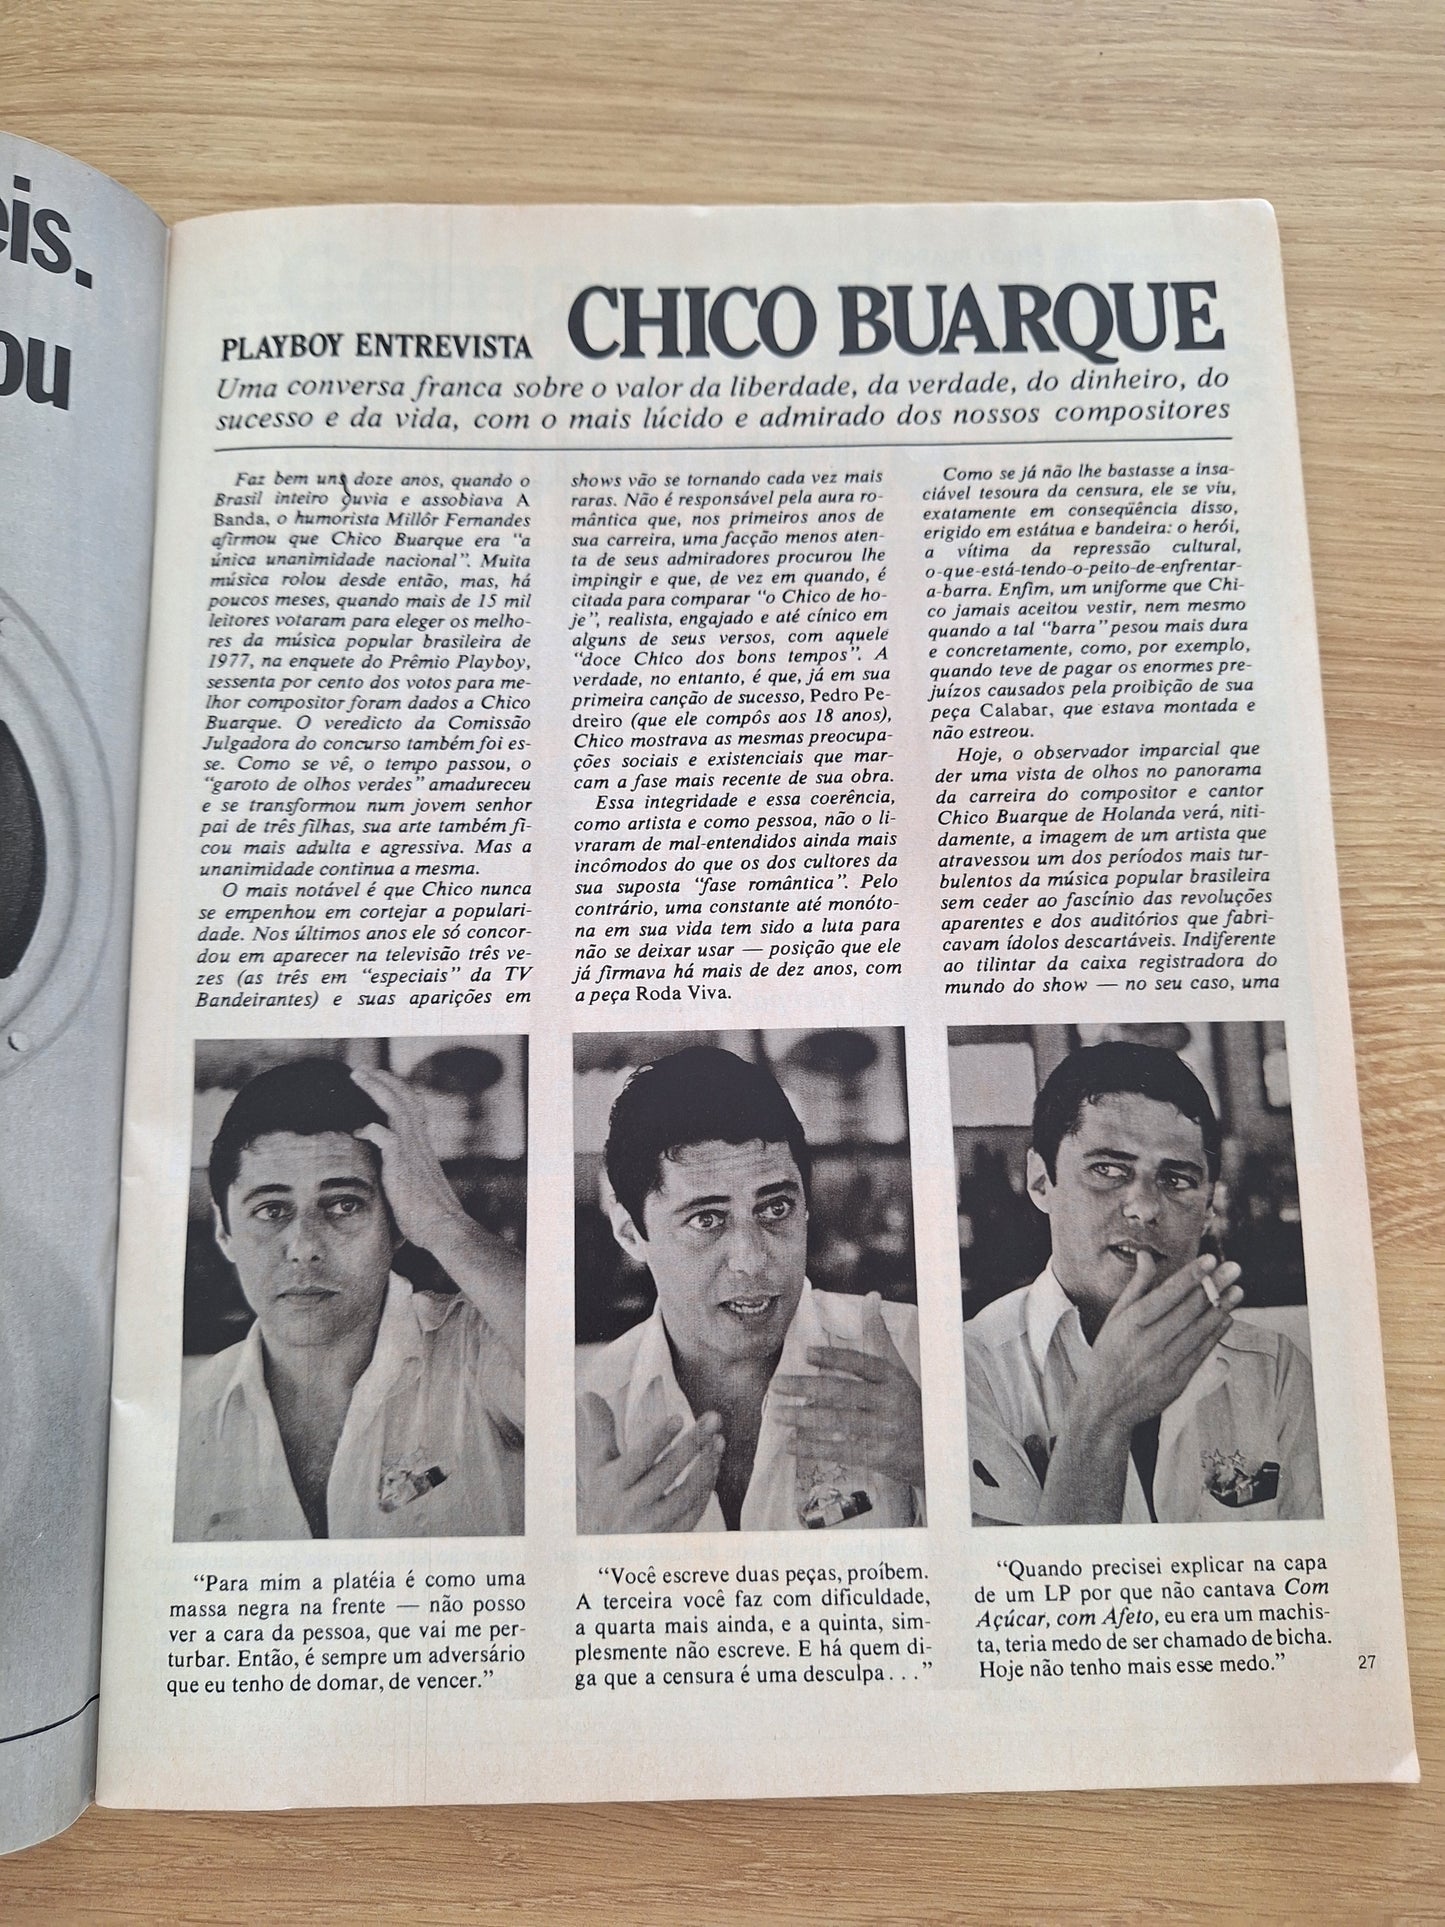 eis.
ou
PLAYBOY ENTREVISTA CHICO BUARQUE
Uma conversa franca sobre o valor da liberdade, da verdade, do dinheiro, do
sucesso e da vida, com o mais lúcido e admirado dos nossos compositores
Faz bem uns doze anos, quando o
Brasil inteiro ouvia e assobiava A
Banda, o humorista Millôr Fernandes
afirmou que Chico Buarque era “a
única unanimidade nacional”. Muita
música rolou desde então, mas, há
poucos meses, quando mais de 15 mil
leitores votaram para eleger os melho-
res da música popular brasileira de
1977, na enquete do Prêmio Playboy,
sessenta por cento dos votos para me-
lhor compositor foram dados a Chico
Buarque. O veredicto da Comissão
Julgadora do concurso também foi es-
se. Como se vê, o tempo passou, o
“garoto de olhos verdes” amadureceu
e se transformou num jovem senhor
pai de três filhas, sua arte também fi-
cou mais adulta e agressiva. Mas a
unanimidade continua a mesma.
O mais notável é que Chico nunca
se empenhou em cortejar a populari-
dade. Nos últimos anos ele só concor-
dou em aparecer na televisão três ve-
zes (as três em “especiais” da TV
Bandeirantes) e suas aparições em
shows vão se tornando cada vez mais
raras. Não é responsável pela aura ro-
mântica que, nos primeiros anos de
sua carreira, uma facção menos aten-
ta de seus admiradores procurou lhe
impingir e que, de vez em quando, é
citada para comparar “o Chico de ho-
je”, realista, engajado e até cínico em
alguns de seus versos, com aquele
“doce Chico dos bons tempos”. A
verdade, no entanto, é que, já em sua
primeira canção de sucesso, Pedro Pe-
dreiro (que ele compôs aos 18 anos),
Chico mostrava as mesmas preocupa-
ções sociais e existenciais que mar-
cam a fase mais recente de sua obra.
Essa integridade e essa coerência,
como artista e como pessoa, não o li-
vraram de mal-entendidos ainda mais
incômodos do que os dos cultores da
sua suposta “fase romântica”. Pelo
contrário, uma constante até monóto-
na em sua vida tem sido a luta para
não se deixar usar — posição que ele
já firmava há mais de dez anos, com
a peça Roda Viva.
Como se já não lhe bastasse a insa-
ciável tesoura da censura, ele se viu,
exatamente em conseqüência disso,
erigido em estátua e bandeira: o herói,
a vítima da repressão cultural,
o-que-está-tendo-o-peito-de-enfrentar-
a-barra. Enfim, um uniforme que Chi-
co jamais aceitou vestir, nem mesmo
quando a tal “barra” pesou mais dura
e concretamente, como, por exemplo,
quando teve de pagar os enormes pre-
juízos causados pela proibição de sua
peça Calabar, que estava montada e
não estreou.
Hoje, o observador imparcial que
der uma vista de olhos no panorama
da carreira do compositor e cantor
Chico Buarque de Holanda verá, niti-
damente, a imagem de um artista que
atravessou um dos períodos mais tur-
bulentos da música popular brasileira
sem ceder ao fascínio das revoluções
aparentes e dos auditórios que fabri-
cavam ídolos descartáveis. Indiferente
ao tilintar da caixa registradora do
mundo do show — no seu caso, uma
“Para mim a platéia é como uma
massa negra na frente — não posso
ver a cara da pessoa, que vai me per-
turbar. Então, é sempre um adversário
que eu tenho de domar, de vencer.”
“Você escreve duas peças, proíbem.
A terceira você faz com dificuldade,
a quarta mais ainda, e a quinta, sim-
plesmente não escreve. E há quem di-
ga que a censura é uma desculpa...”
“Quando precisei explicar na capa
de um LP por que não cantava Com
Açúcar, com Afeto, eu era um machis-
ta, teria medo de ser chamado de bicha.
Hoje não tenho mais esse medo.”
27